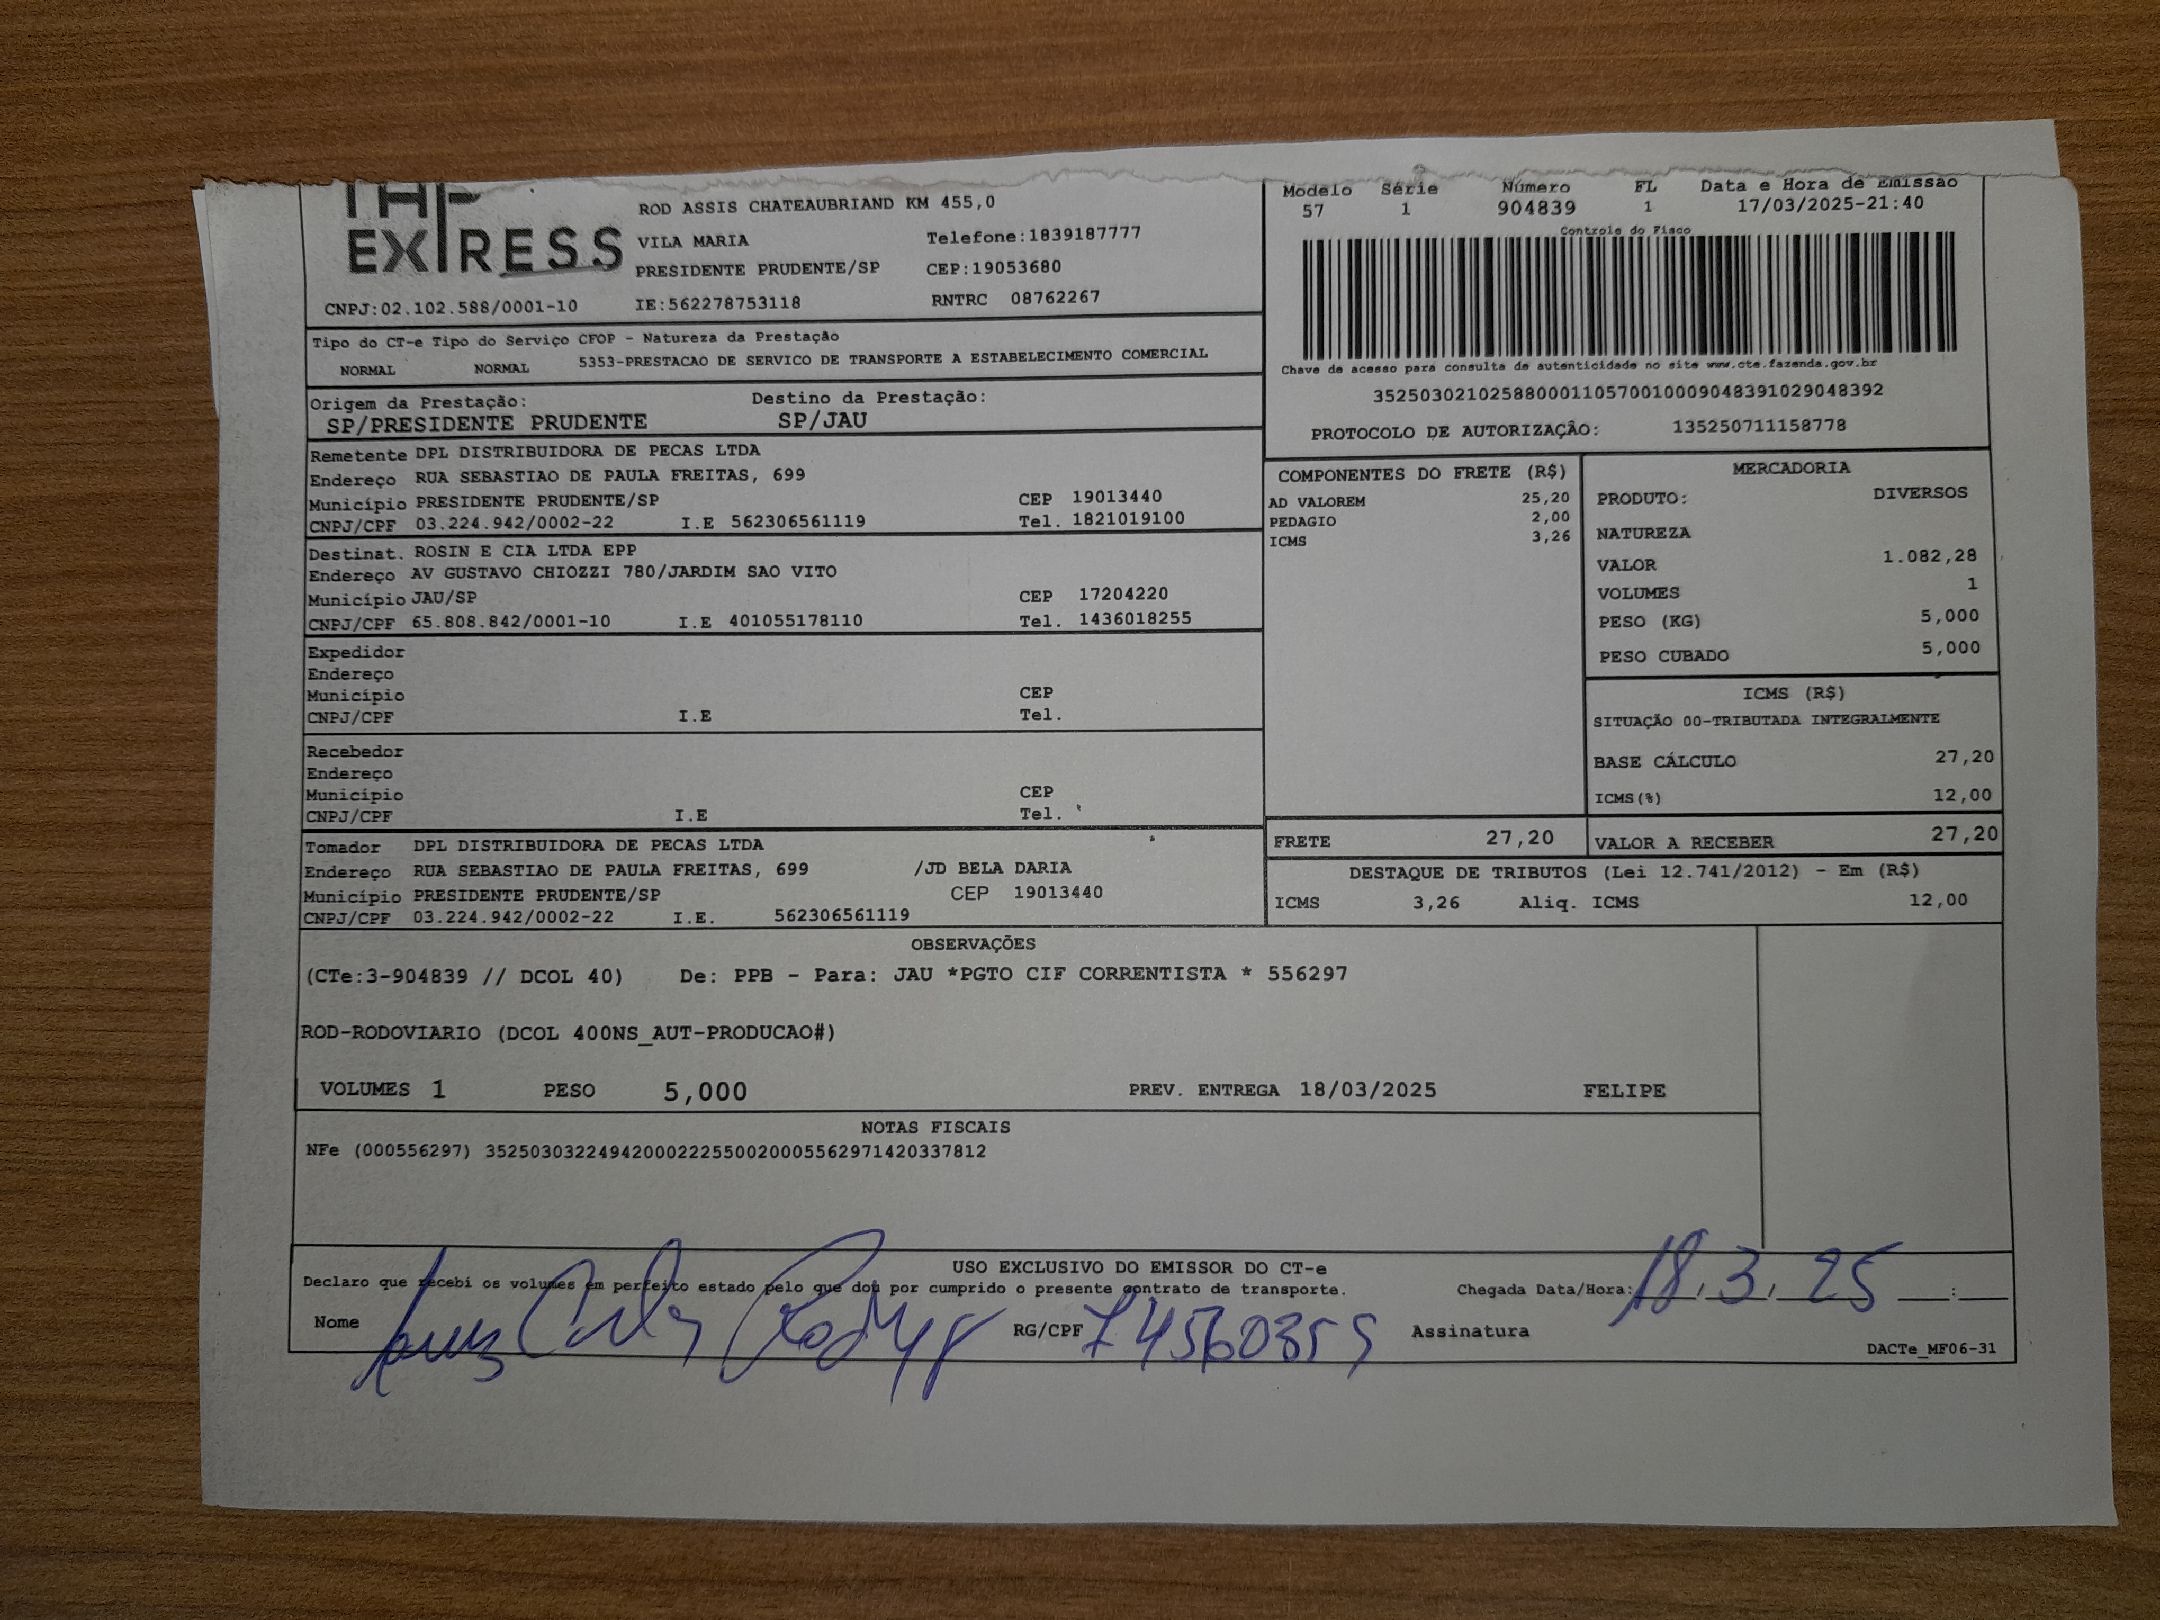 EXPRESS
ROD ASSIS CHATEAUBRIAND KM 455,0
VILA MARIA Telefone:1839187777
PRESIDENTE PRUDENTE/SP CEP:19053680
CNPJ:02.102.588/0001-10 IE:562278753118 RNTRC 08762267
Modelo Série Número FL Data e Hora de Emissão
57 1 904839 1 17/03/2025-21:40
Controle do Fisco
Chave de acesso para consulta de autenticidade no site www.cte.fazenda.gov.br
35250302102588000110570010009048391029048392
PROTOCOLO DE AUTORIZAÇÃO: 135250711158778
Tipo do CT-e Tipo do Serviço CFOP - Natureza da Prestação
NORMAL NORMAL 5353-PRESTACAO DE SERVICO DE TRANSPORTE A ESTABELECIMENTO COMERCIAL
Origem da Prestação: Destino da Prestação:
SP/PRESIDENTE PRUDENTE SP/JAU
Remetente DPL DISTRIBUIDORA DE PECAS LTDA
Endereço RUA SEBASTIAO DE PAULA FREITAS, 699
Município PRESIDENTE PRUDENTE/SP CEP 19013440
CNPJ/CPF 03.224.942/0002-22 I.E 562306561119 Tel. 1821019100
Destinat. ROSIN E CIA LTDA EPP
Endereço AV GUSTAVO CHIOZZI 780/JARDIM SAO VITO
Município JAU/SP CEP 17204220
CNPJ/CPF 65.808.842/0001-10 I.E 401055178110 Tel. 1436018255
Expedidor
Endereço
Município CEP
CNPJ/CPF I.E Tel.
Recebedor
Endereço
Município CEP
CNPJ/CPF I.E Tel.
Tomador DPL DISTRIBUIDORA DE PECAS LTDA
Endereço RUA SEBASTIAO DE PAULA FREITAS, 699 /JD BELA DARIA
Município PRESIDENTE PRUDENTE/SP CEP 19013440
CNPJ/CPF 03.224.942/0002-22 I.E. 562306561119
COMPONENTES DO FRETE (R$)
AD VALOREM 25,20
PEDAGIO 2,00
ICMS 3,26
MERCADORIA
PRODUTO: DIVERSOS
NATUREZA
VALOR 1.082,28
VOLUMES 1
PESO (KG) 5,000
PESO CUBADO 5,000
ICMS (R$)
SITUAÇÃO 00-TRIBUTADA INTEGRALMENTE
BASE CÁLCULO 27,20
ICMS(%) 12,00
FRETE 27,20 VALOR A RECEBER 27,20
DESTAQUE DE TRIBUTOS (Lei 12.741/2012) - Em (R$)
ICMS 3,26 Aliq. ICMS 12,00
OBSERVAÇÕES
(CTe:3-904839 // DCOL 40) De: PPB - Para: JAU *PGTO CIF CORRENTISTA * 556297
ROD-RODOVIARIO (DCOL 400NS_AUT-PRODUCAO#)
VOLUMES 1 PESO 5,000 PREV. ENTREGA 18/03/2025 FELIPE
NOTAS FISCAIS
NFe (000556297) 35250303224942000222550020005562971420337812
USO EXCLUSIVO DO EMISSOR DO CT-e
Declaro que recebi os volumes em perfeito estado pelo que dou por cumprido o presente contrato de transporte. Chegada Data/Hora: 18.3.25 :
Nome RG/CPF Assinatura
DACTe_MF06-31